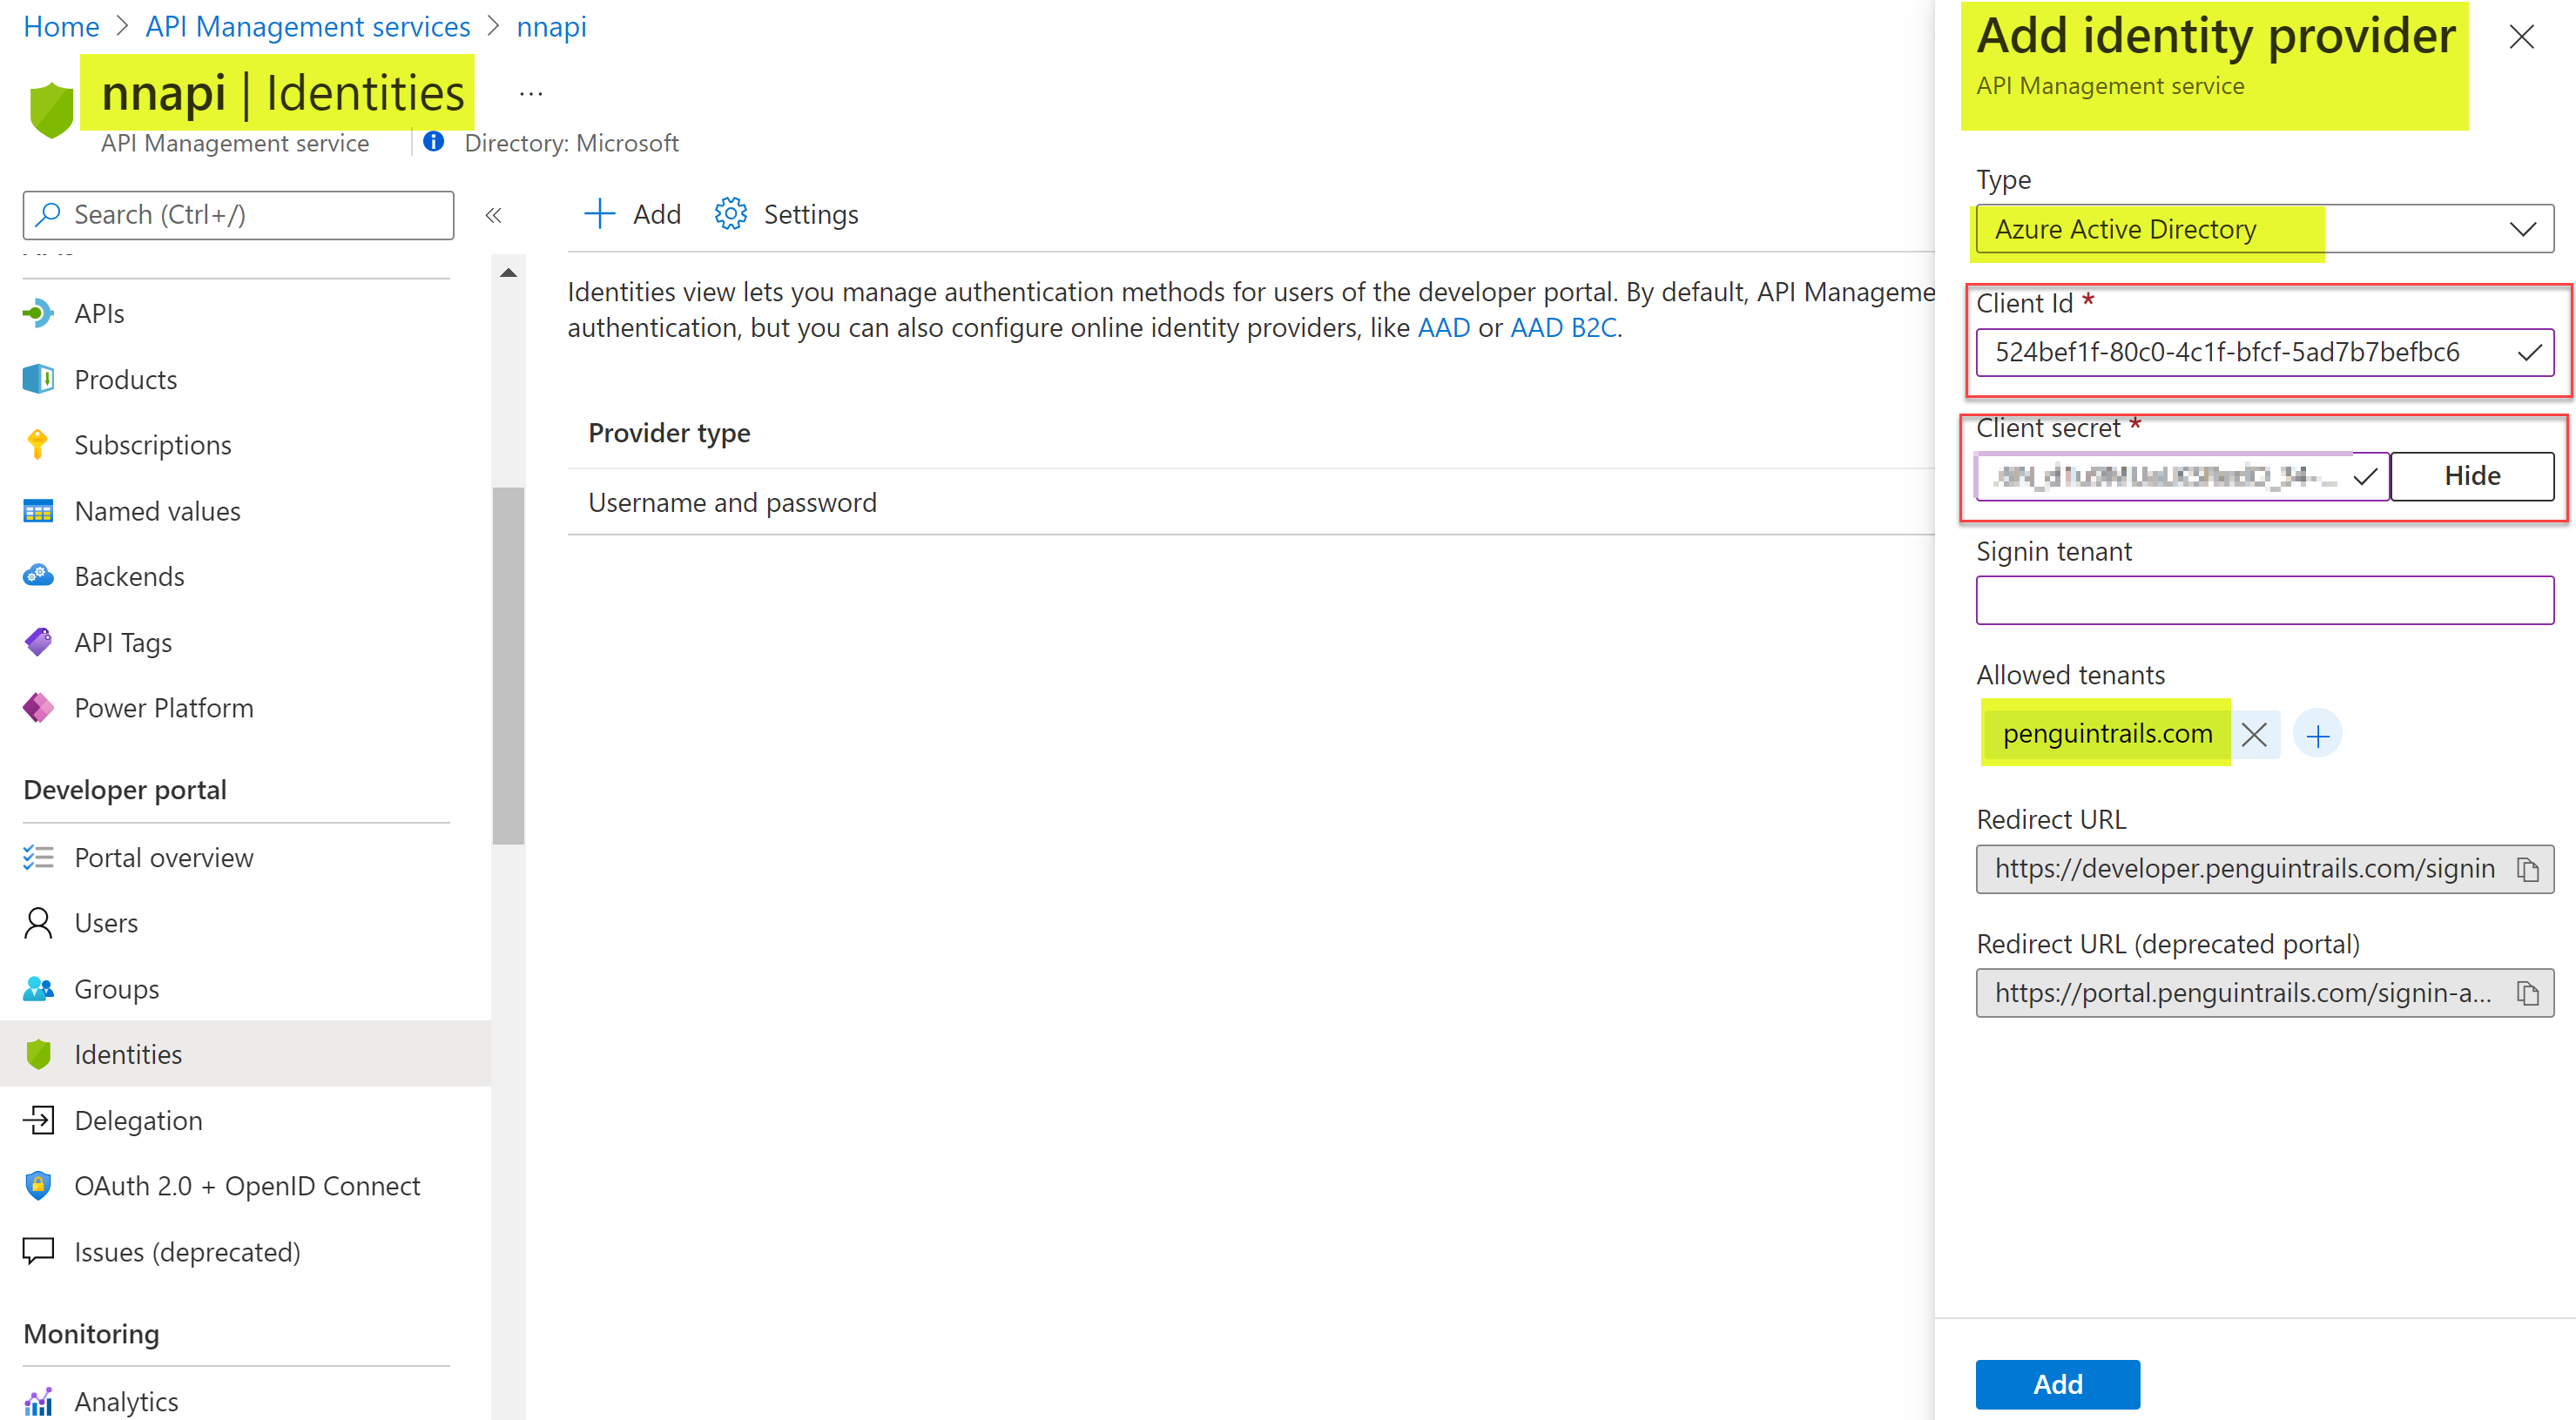 Home > API Management services > nnapi
nnapi | Identities ...
API Management service
Directory: Microsoft
Search (Ctrl+/)
«
APIs
Products
Subscriptions
Named values
Backends
API Tags
Power Platform
Developer portal
Portal overview
Users
Groups
Identities
Delegation
OAuth 2.0 + OpenID Connect
Issues (deprecated)
Monitoring
Analytics
Add
Settings
Identities view lets you manage authentication methods for users of the developer portal. By default, API Manageme
authentication, but you can also configure online identity providers, like AAD or AAD B2C.
Provider type
Username and password
Add identity provider
API Management service
Type
Azure Active Directory
Client Id *
524bef1f-80c0-4c1f-bfcf-5ad7b7befbc6
Client secret *
Hide
Signin tenant
Allowed tenants
penguintrails.com
Redirect URL
https://developer.penguintrails.com/signin
Redirect URL (deprecated portal)
https://portal.penguintrails.com/signin-a...
Add